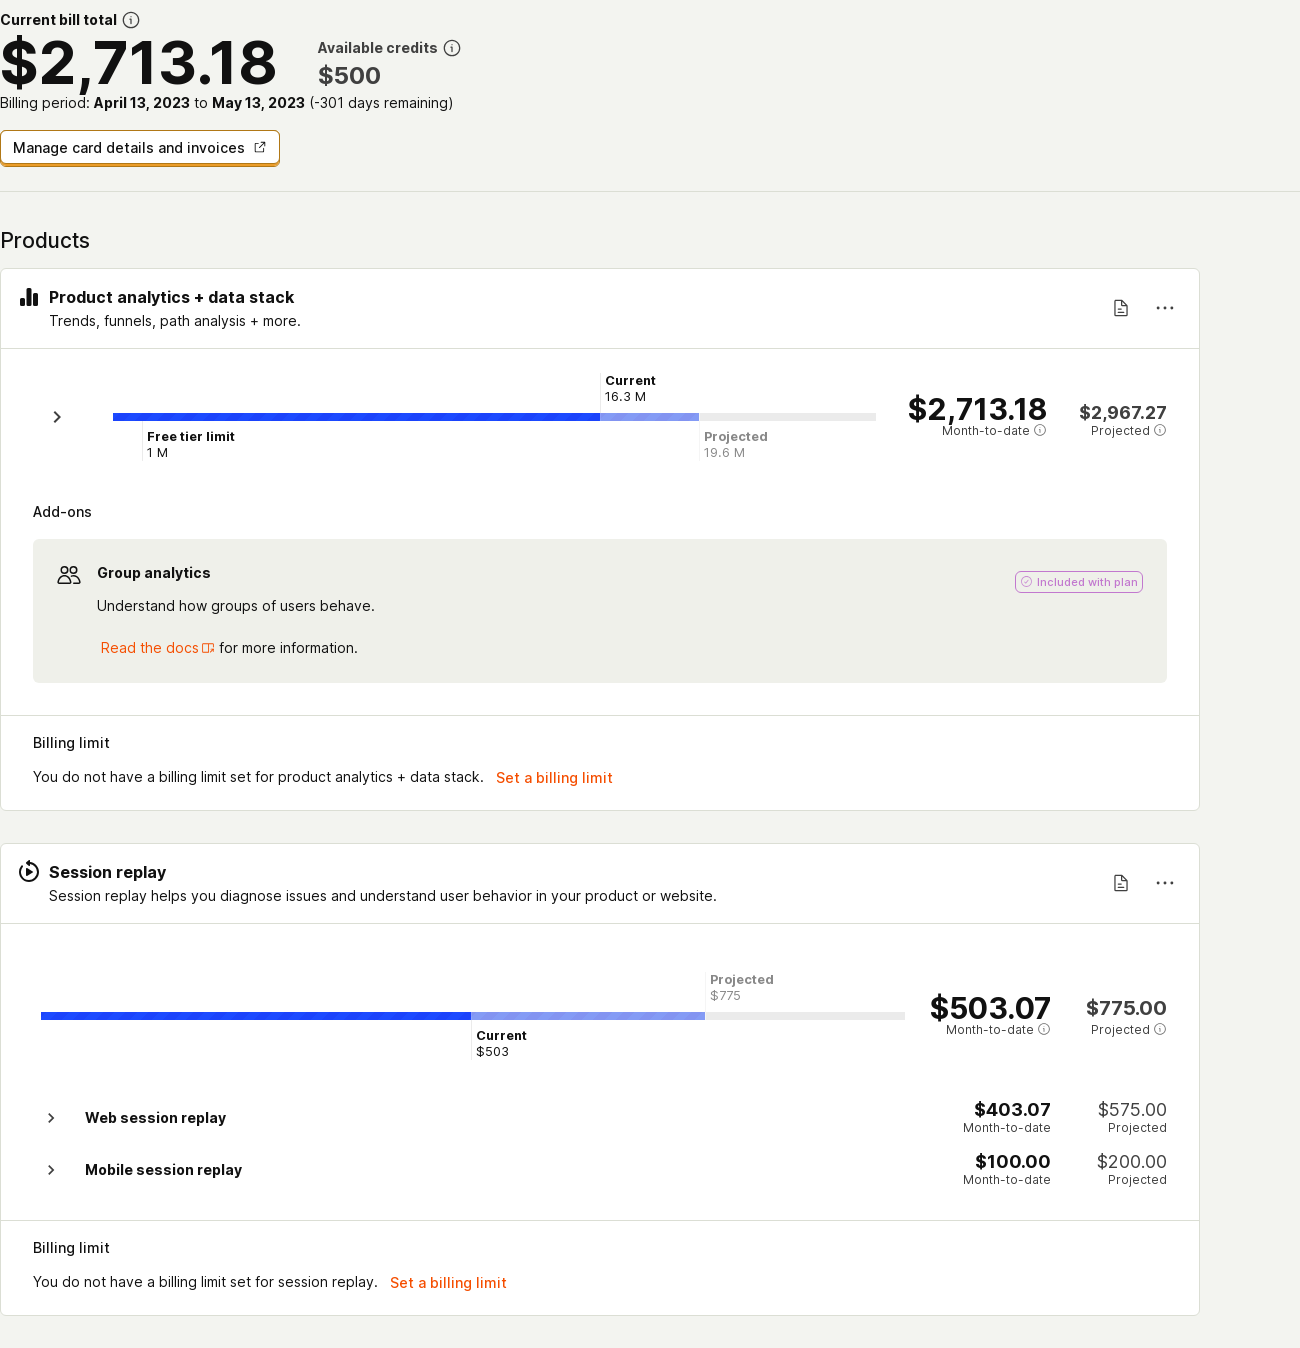 Current bill total
$2,713.18
Available credits
$500
Billing period: April 13, 2023 to May 13, 2023 (-301 days remaining)
Manage card details and invoices
Products
Product analytics + data stack
Trends, funnels, path analysis + more.
Current
16.3 M
Free tier limit
1 M
Projected
19.6 M
$2,713.18
Month-to-date
$2,967.27
Projected
Add-ons
Group analytics
Included with plan
Understand how groups of users behave.
Read the docs for more information.
Billing limit
You do not have a billing limit set for product analytics + data stack. Set a billing limit
Session replay
Session replay helps you diagnose issues and understand user behavior in your product or website.
Projected
$775
Current
$503
$503.07
Month-to-date
$775.00
Projected
Web session replay
$403.07
Month-to-date
$575.00
Projected
Mobile session replay
$100.00
Month-to-date
$200.00
Projected
Billing limit
You do not have a billing limit set for session replay. Set a billing limit